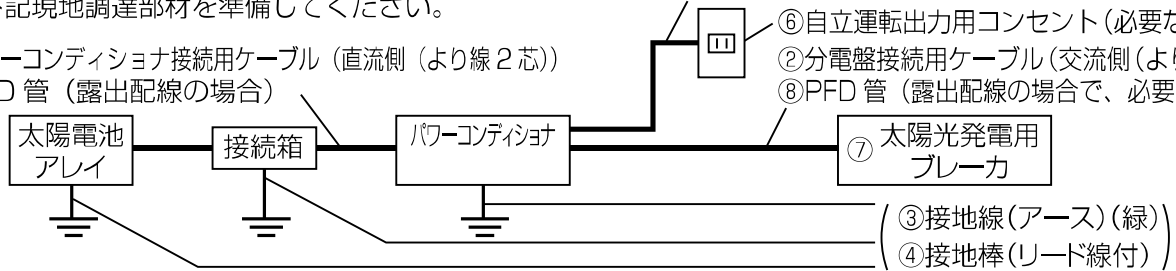 記現地調達部材を準備してください。
⑥自立運転出力用コンセント(必要な
ーコンディショナ接続用ケーブル(直流側(より線2芯))
②分電盤接続用ケーブル(交流側(よ
管(露出配線の場合)
⑧PFD管(露出配線の場合で、必要
太陽電池
アレイ
接続箱
パワーコンディショナ
⑦太陽光発電用
ブレーカ
③接地線(アース)(緑)
④接地棒(リード線付)